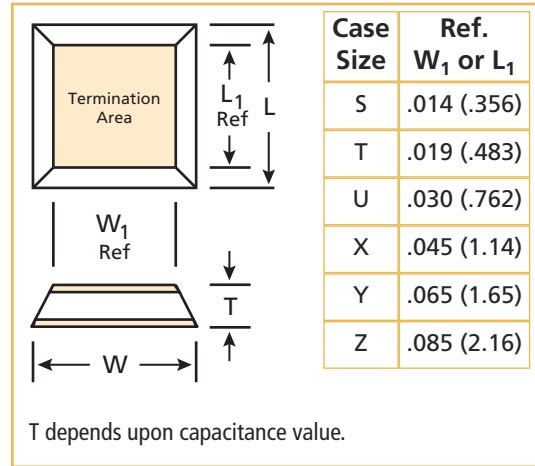 Termination
Area
L1
Ref
L
W1
Ref
T
W
Case Size
Ref. W1 or L1
S .014 (.356)
T .019 (.483)
U .030 (.762)
X .045 (1.14)
Y .065 (1.65)
Z .085 (2.16)
T depends upon capacitance value.